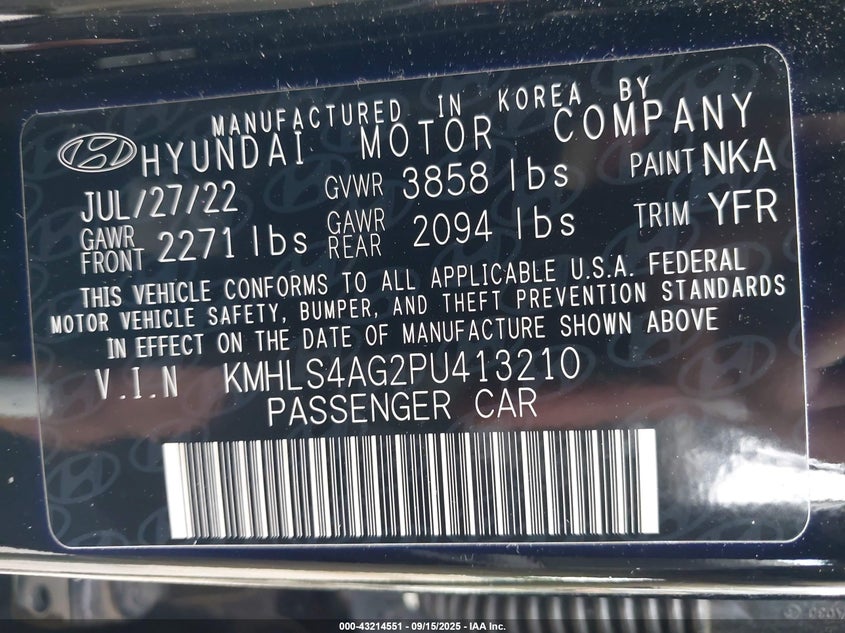 MANUFACTURED IN KOREA BY
HYUNDAI MOTOR COMPANY
JUL/27/22 GVWR 3858 lbs PAINT NKA
GAWR FRONT 2271 lbs GAWR REAR 2094 lbs TRIM YFR
THIS VEHICLE CONFORMS TO ALL APPLICABLE U.S.A. FEDERAL
MOTOR VEHICLE SAFETY, BUMPER, AND THEFT PREVENTION STANDARDS
IN EFFECT ON THE DATE OF MANUFACTURE SHOWN ABOVE
V.I.N KMHLS4AG2PU413210
PASSENGER CAR
000-43214551 - 09/15/2025 - IAA Inc.